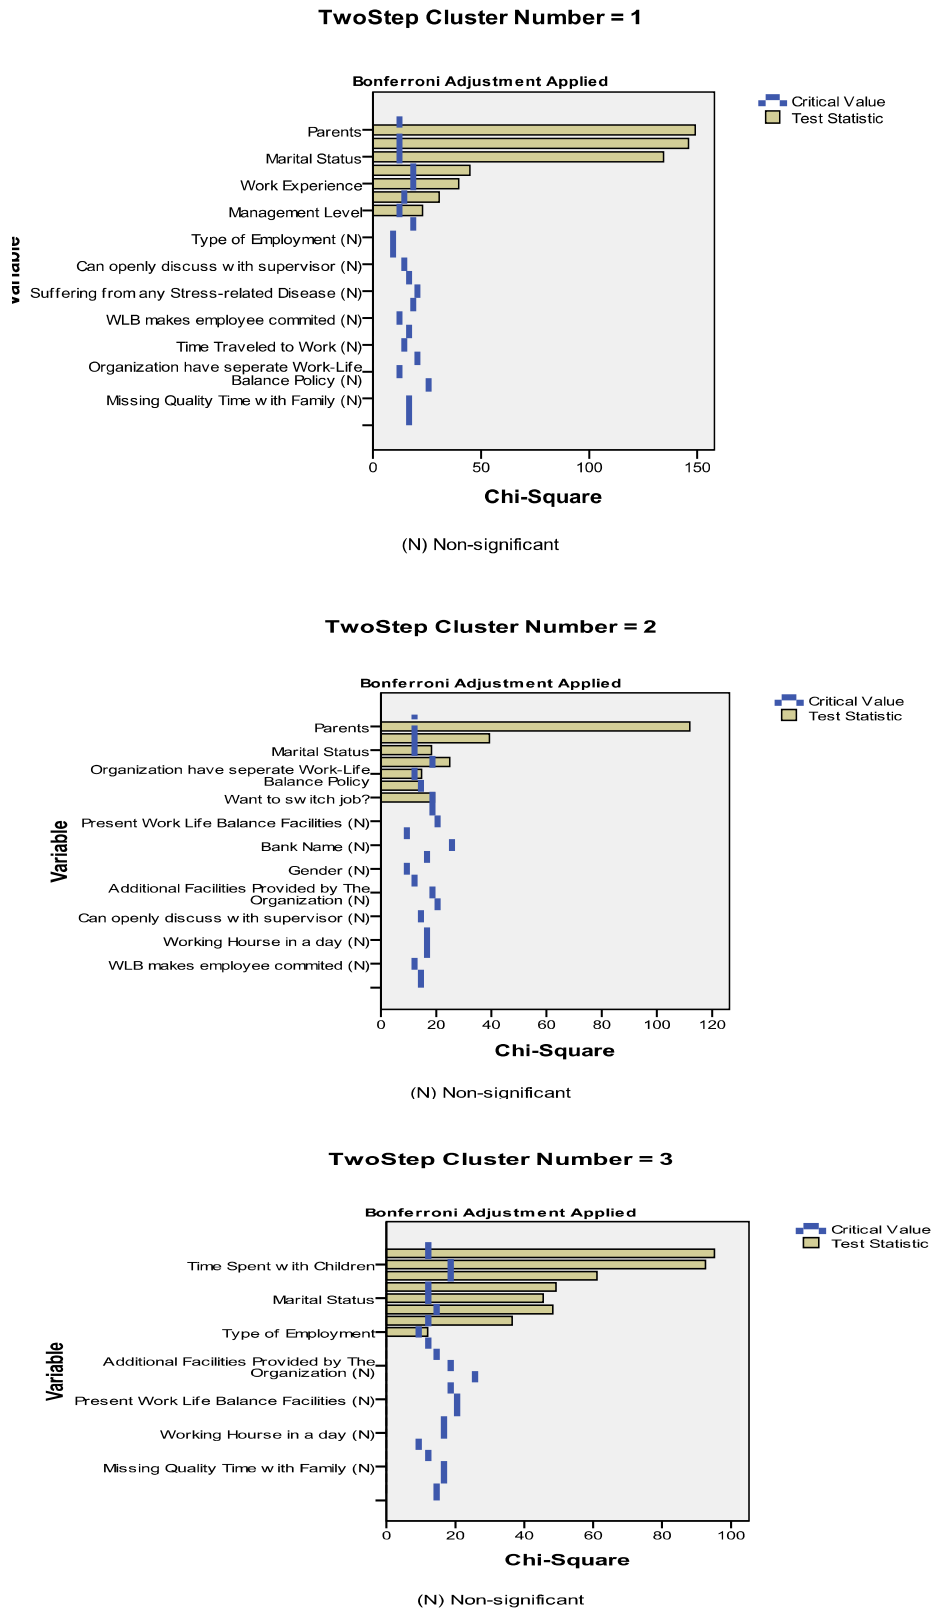 TwoStep Cluster Number = 1
Bonferroni Adjustment Applied
Critical Value
Test Statistic
Variable
Parents
Marital Status
Work Experience
Management Level
Type of Employment (N)
Can openly discuss with supervisor (N)
Suffering from any Stress-related Disease (N)
WLB makes employee commited (N)
Time Traveled to Work (N)
Organization have seperate Work-Life
Balance Policy (N)
Missing Quality Time with Family (N)
0 50 100 150
Chi-Square
(N) Non-significant
TwoStep Cluster Number = 2
Bonferroni Adjustment Applied
Critical Value
Test Statistic
Variable
Parents
Marital Status
Organization have seperate Work-Life
Balance Policy
Want to switch job?
Present Work Life Balance Facilities (N)
Bank Name (N)
Gender (N)
Additional Facilities Provided by The
Organization (N)
Can openly discuss with supervisor (N)
Working Hourse in a day (N)
WLB makes employee commited (N)
0 20 40 60 80 100 120
Chi-Square
(N) Non-significant
TwoStep Cluster Number = 3
Bonferroni Adjustment Applied
Critical Value
Test Statistic
Variable
Time Spent with Children
Marital Status
Type of Employment
Additional Facilities Provided by The
Organization (N)
Present Work Life Balance Facilities (N)
Working Hourse in a day (N)
Missing Quality Time with Family (N)
0 20 40 60 80 100
Chi-Square
(N) Non-significant